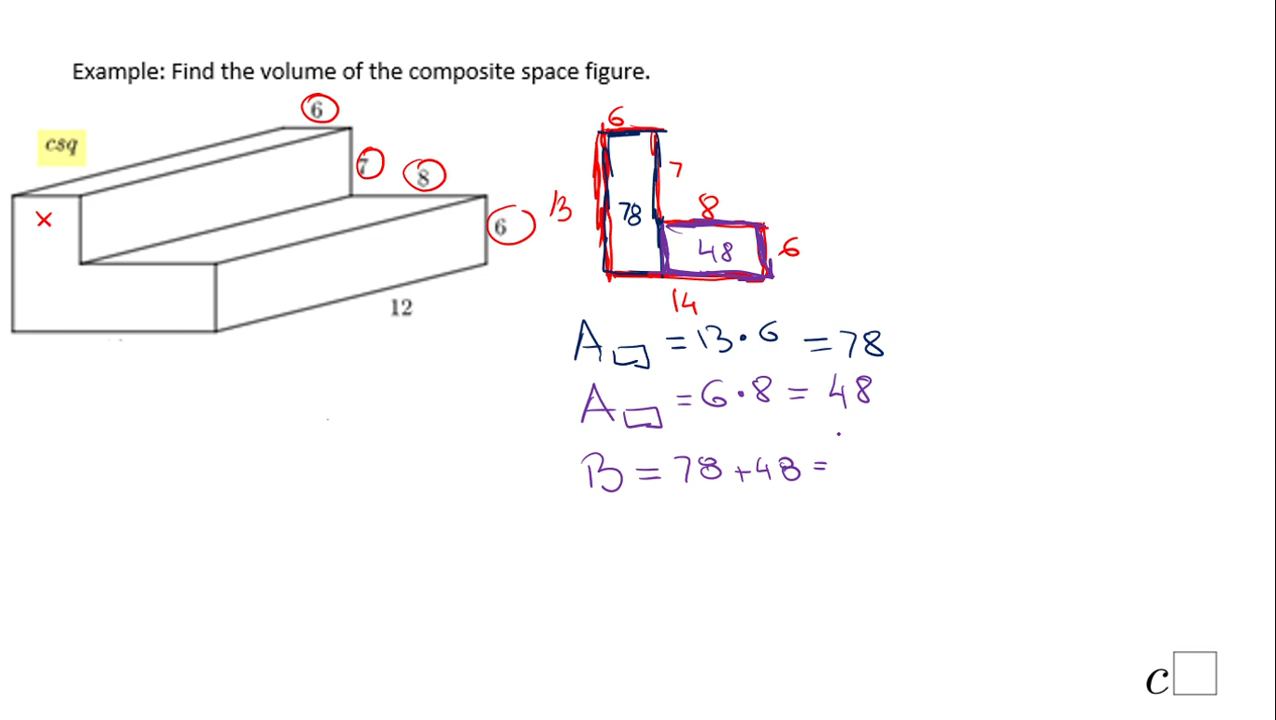 Example: Find the volume of the composite space figure.
csq
6
7
8
6
12
×
6
7
13
78
8
48
6
14
A▭ = 13 · 6 = 78
A▭ = 6 · 8 = 48
B = 78 + 48 =
c